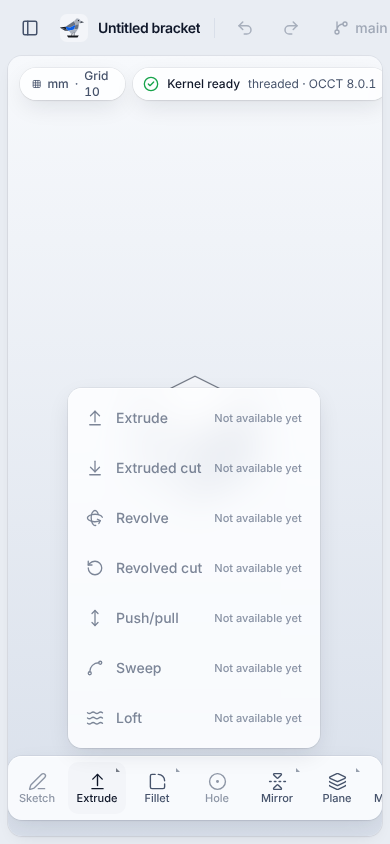 Untitled bracket
main
mm · Grid
10
Kernel ready threaded · OCCT 8.0.1
Extrude Not available yet
Extruded cut Not available yet
Revolve Not available yet
Revolved cut Not available yet
Push/pull Not available yet
Sweep Not available yet
Loft Not available yet
Sketch Extrude Fillet Hole Mirror Plane